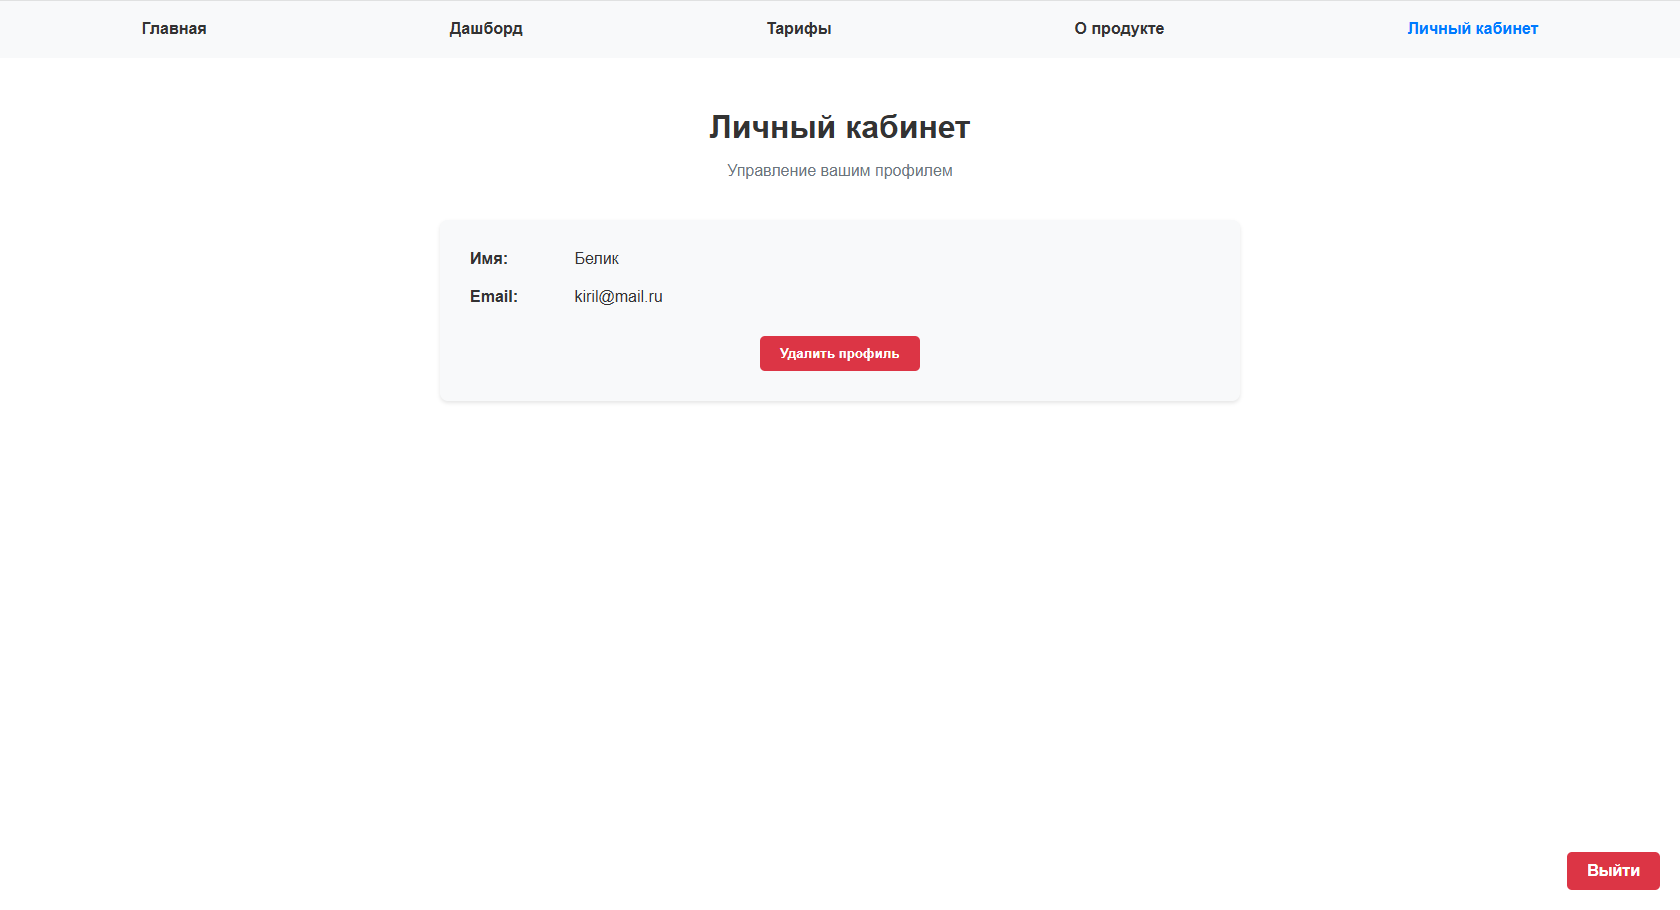 Главная Дашборд Тарифы О продукте Личный кабинет
Личный кабинет
Управление вашим профилем
Имя: Белик
Email: kiril@mail.ru
Удалить профиль
Выйти